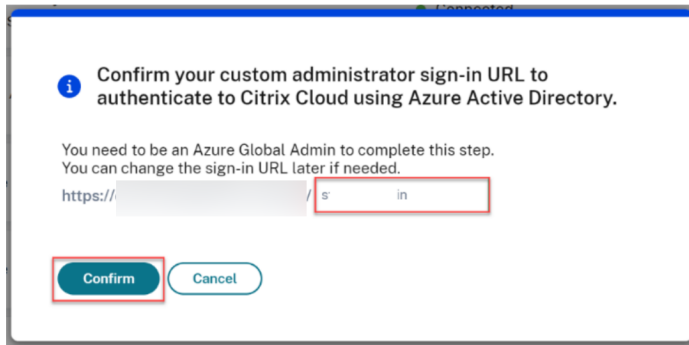 Connected
Confirm your custom administrator sign-in URL to
authenticate to Citrix Cloud using Azure Active Directory.
You need to be an Azure Global Admin to complete this step.
You can change the sign-in URL later if needed.
https:// /
Confirm Cancel